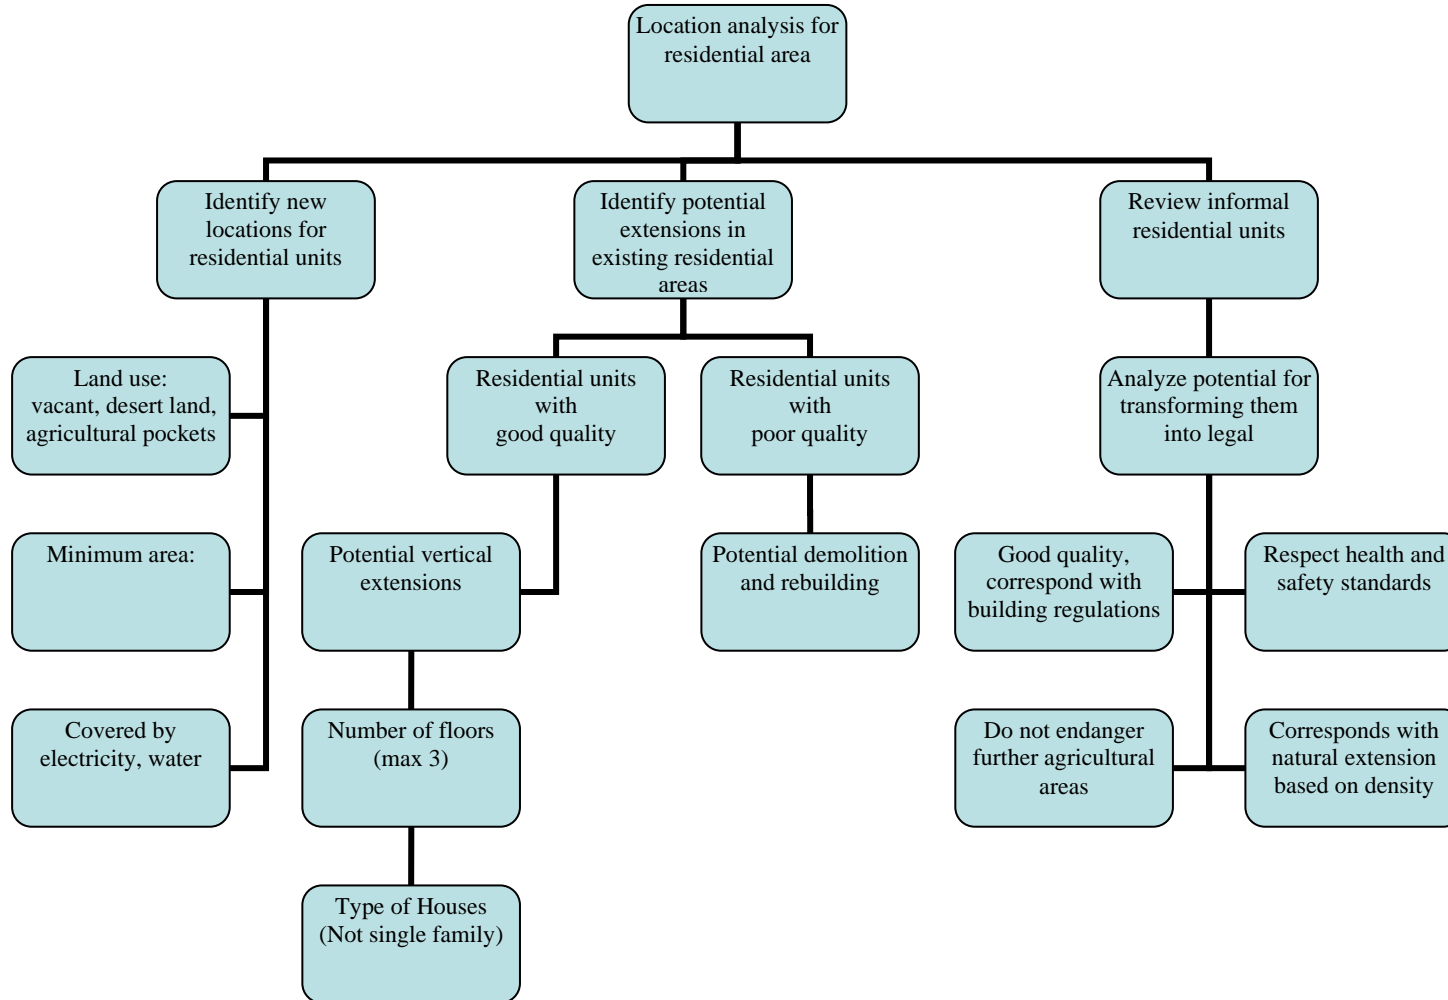 Location analysis for
residential area
Identify new
locations for
residential units
Identify potential
extensions in
existing residential
areas
Review informal
residential units
Land use:
vacant, desert land,
agricultural pockets
Residential units
with
good quality
Residential units
with
poor quality
Analyze potential for
transforming them
into legal
Minimum area:
Potential vertical
extensions
Potential demolition
and rebuilding
Good quality,
correspond with
building regulations
Respect health and
safety standards
Covered by
electricity, water
Number of floors
(max 3)
Do not endanger
further agricultural
areas
Corresponds with
natural extension
based on density
Type of Houses
(Not single family)